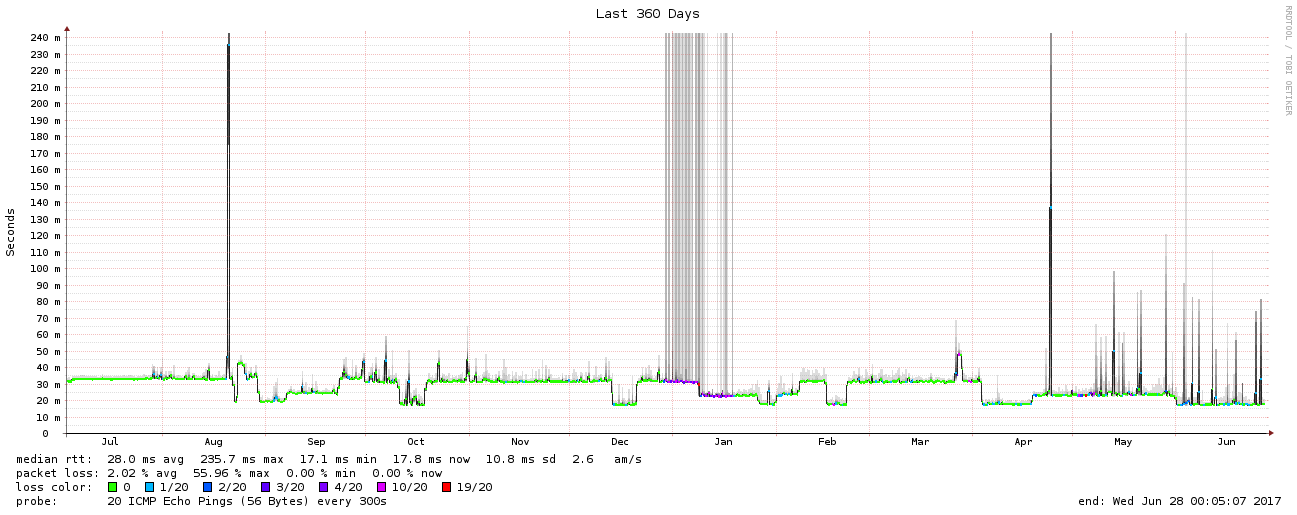 Last 360 Days
RRDTOOL / TOBI OETIKER
Seconds
240 m
230 m
220 m
210 m
200 m
190 m
180 m
170 m
160 m
150 m
140 m
130 m
120 m
110 m
100 m
90 m
80 m
70 m
60 m
50 m
40 m
30 m
20 m
10 m
0
Jul Aug Sep Oct Nov Dec Jan Feb Mar Apr May Jun
median rtt: 28.0 ms avg 235.7 ms max 17.1 ms min 17.8 ms now 10.8 ms sd 2.6 am/s
packet loss: 2.02 % avg 55.96 % max 0.00 % min 0.00 % now
loss color: 0 1/20 2/20 3/20 4/20 10/20 19/20
probe: 20 ICMP Echo Pings (56 Bytes) every 300s end: Wed Jun 28 00:05:07 2017